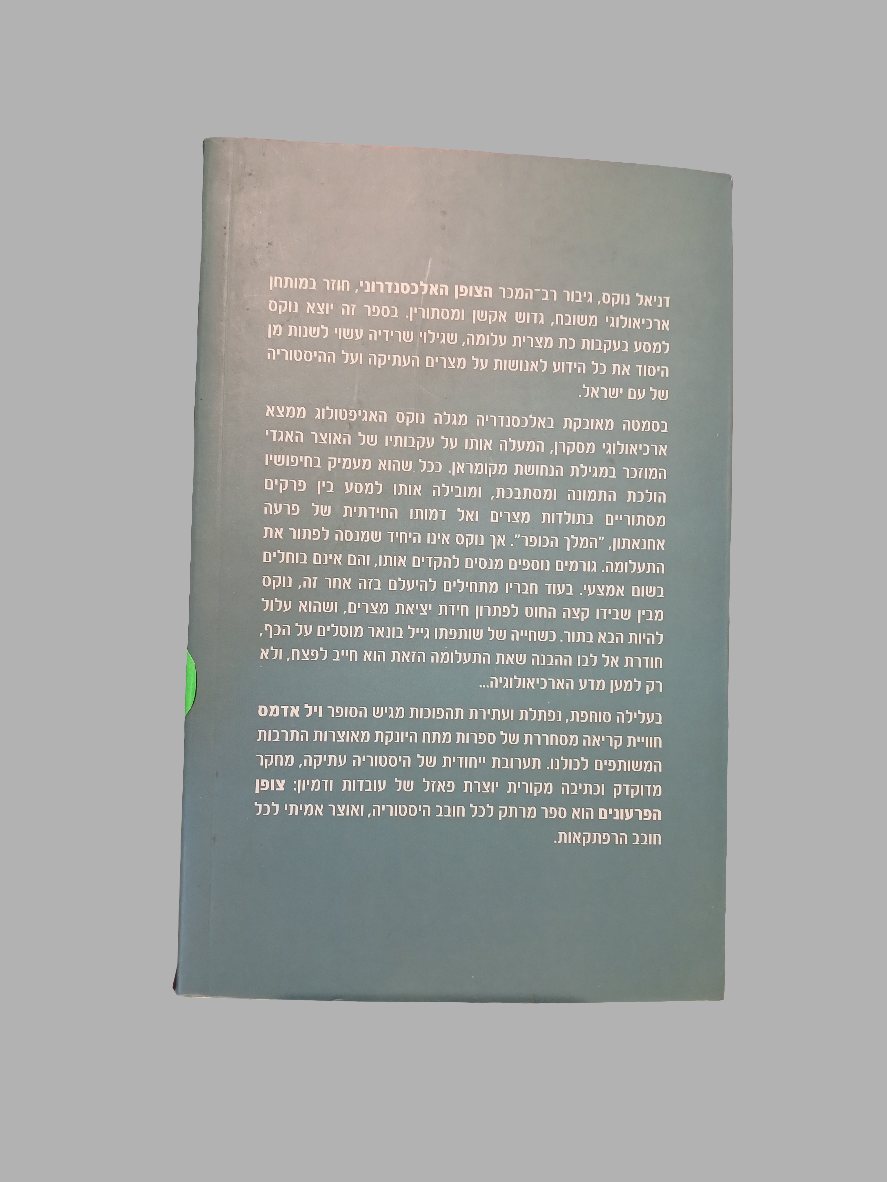 דניאל נוקס, גיבור רב־המכר הצופן האלכסנדרוני, חוזר במותחן
ארכיאולוגי משובח, גדוש אקשן ומסתורין. בספר זה יוצא נוקס
למסע בעקבות כת מצרית עלומה, שגילוי שרידיה עשוי לשנות מן
היסוד את כל הידוע לאנושות על מצרים העתיקה ועל ההיסטוריה
של עם ישראל.
בסמטה מאובקת באלכסנדריה מגלה נוקס האגיפטולוג ממצא
ארכיאולוגי מסקרן, המעלה אותו על עקבותיו של האוצר האגדי
המוזכר במגילת הנחושת מקומראן. ככל שהוא מעמיק בחיפושיו
הולכת התמונה ומסתבכת, ומובילה אותו למסע בין פרקים
מסתוריים בתולדות מצרים ואל דמותו החידתית של פרעה
אחנאתון, "המלך הכופר". אך נוקס אינו היחיד שמנסה לפתור את
התעלומה. גורמים נוספים מנסים להקדים אותו, והם אינם בוחלים
בשום אמצעי. בעוד חבריו מתחילים להיעלם בזה אחר זה, נוקס
מבין שבידו קצה החוט לפתרון חידת יציאת מצרים, ושהוא עלול
להיות הבא בתור. כשחייה של שותפתו גייל בונאר מוטלים על הכף,
חודרת אל לבו ההבנה שאת התעלומה הזאת הוא חייב לפצח, ולא
רק למען מדע הארכיאולוגיה...
בעלילה סוחפת, נפתלת ועתירת תהפוכות מגיש הסופר ויל אדמס
חוויית קריאה מסחררת של ספרות מתח היונקת מאוצרות התרבות
המשותפים לכולנו. תערובת ייחודית של היסטוריה עתיקה, מחקר
מדוקדק וכתיבה מקורית יוצרת פאזל של עובדות ודמיון: צופן
הפרעונים הוא ספר מרתק לכל חובב היסטוריה, ואוצר אמיתי לכל
חובב הרפתקאות.